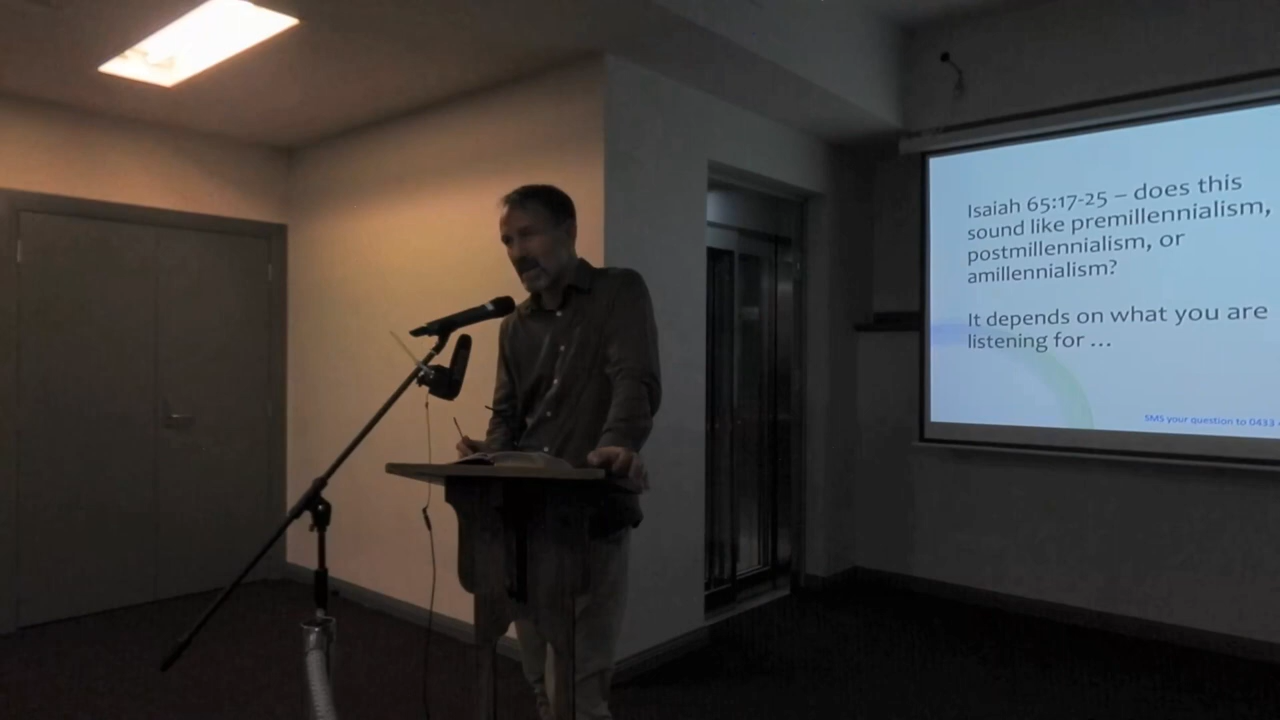 Isaiah 65:17-25 – does this
sound like premillennialism,
postmillennialism, or
amillennialism?
It depends on what you are
listening for ...
SMS your question to 0433